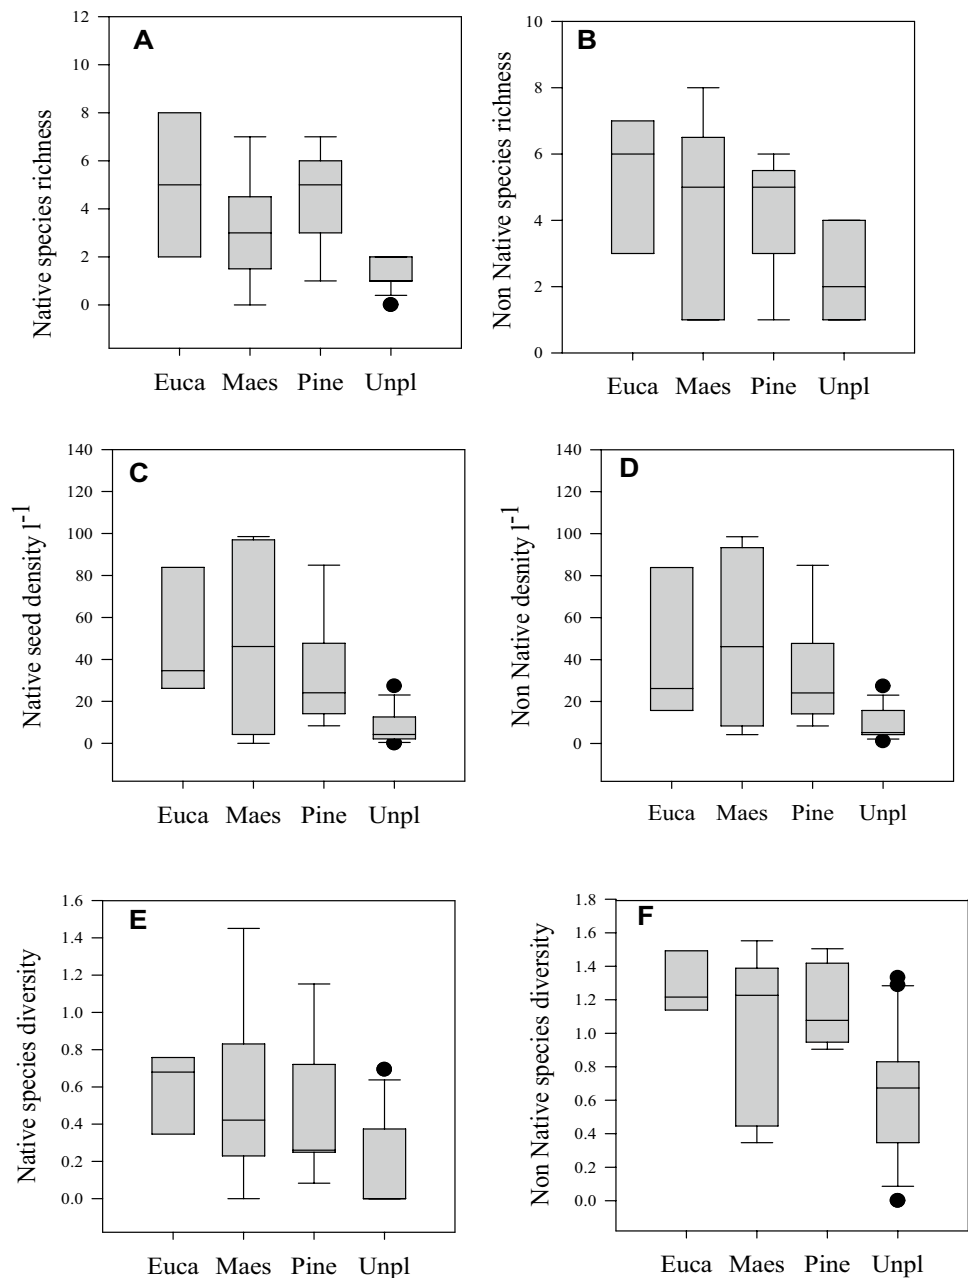 A
Native species richness
12
10
8
6
4
2
0
Euca Maes Pine Unpl
B
Non Native species richness
10
8
6
4
2
0
Euca Maes Pine Unpl
C
Native seed density l-1
140
120
100
80
60
40
20
0
Euca Maes Pine Unpl
D
Non Native desnity l-1
140
120
100
80
60
40
20
0
Euca Maes Pine Unpl
E
Native species diversity
1.6
1.4
1.2
1.0
0.8
0.6
0.4
0.2
0.0
Euca Maes Pine Unpl
F
Non Native species diversity
1.8
1.6
1.4
1.2
1.0
0.8
0.6
0.4
0.2
0.0
Euca Maes Pine Unpl